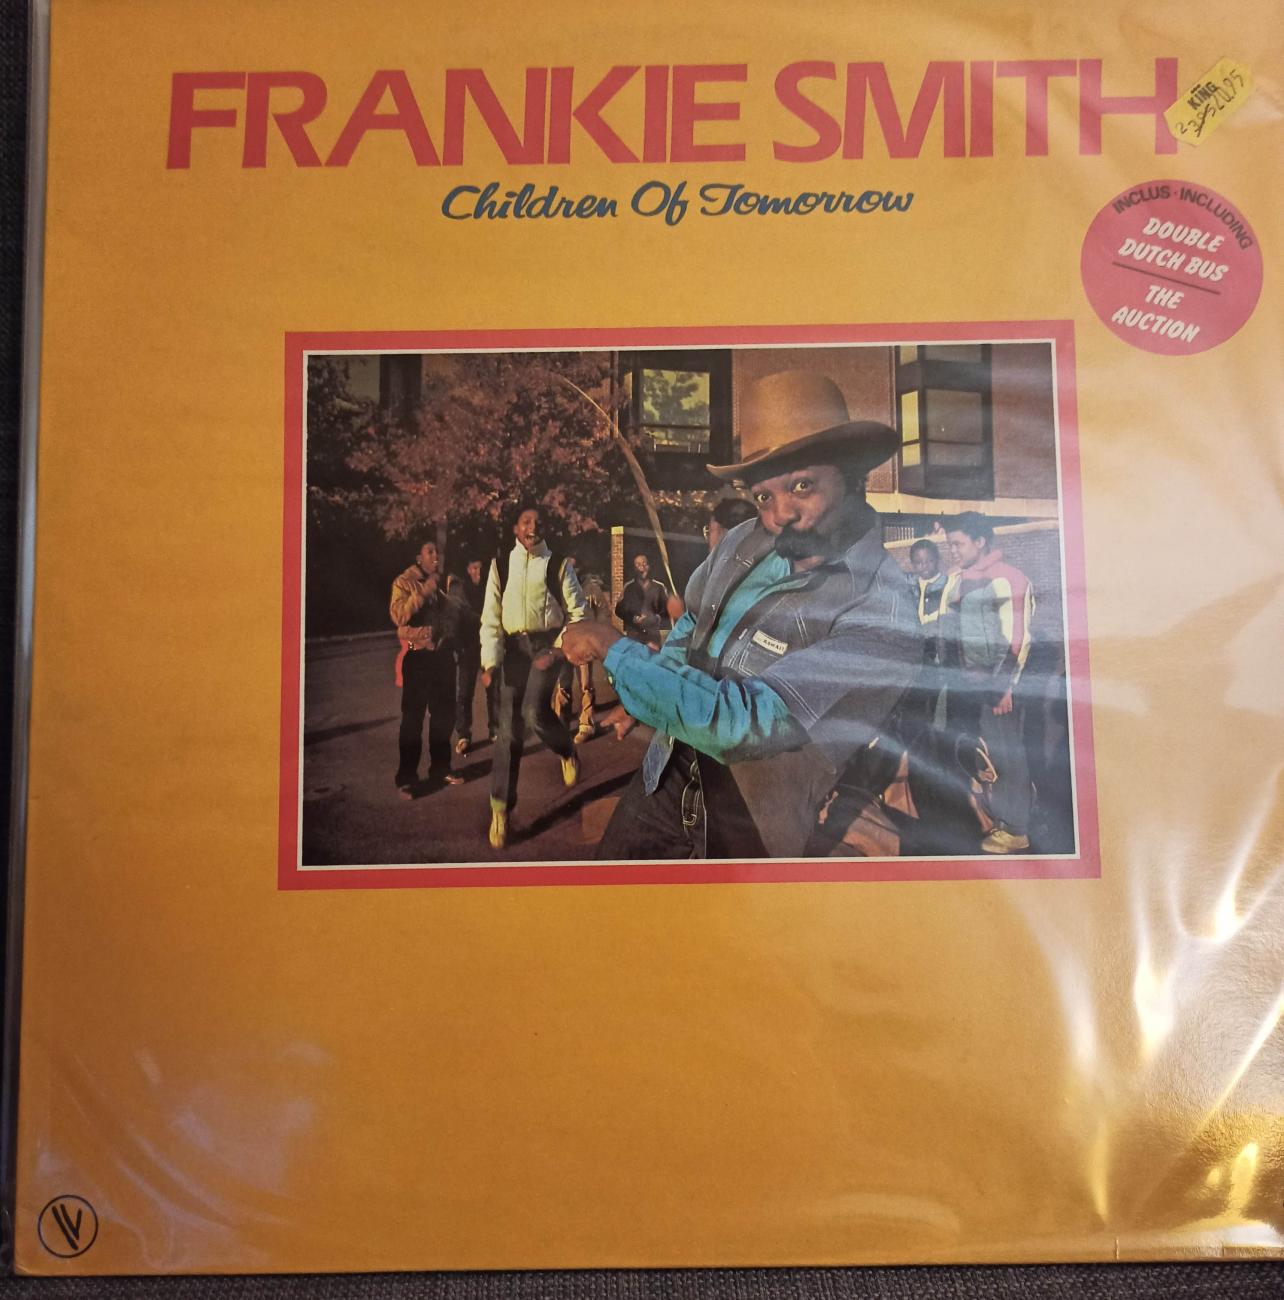 FRANKIE SMITH
KING
Children Of Tomorrow
INCLUS · INCLUDING
DOUBLE
DUTCH BUS
THE
AUCTION